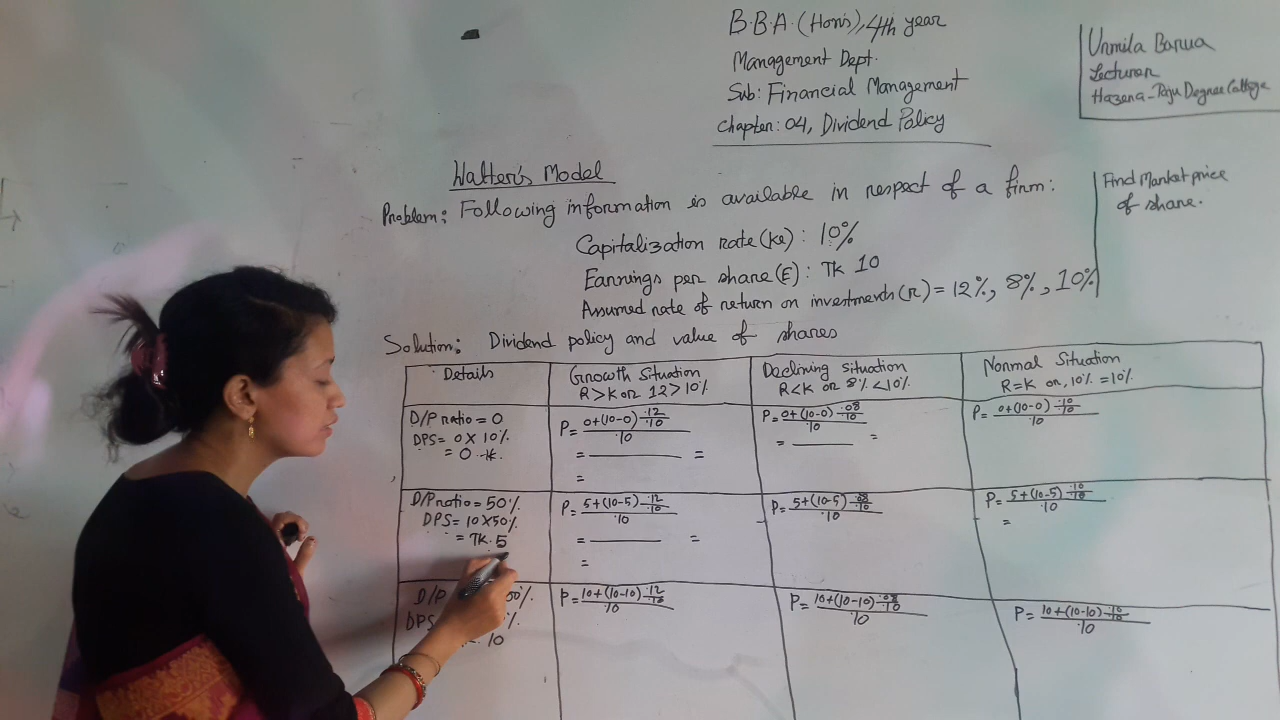 B.B.A. (Hon's), 4th year
Management Dept.
Sub: Financial Management
Chapter: 04, Dividend Policy
Urmila Barua
Lecturer
Hazera-Taju Degree College
Walter's Model
Problem: Following information is available in respect of a firm:
Capitalization rate (ke) : 10%
Earnings per share (E) : TK 10
Assumed rate of return on investments (r) = 12%, 8%, 10%
Find Market price
of share.
Solution: Dividend policy and value of shares
Details
Growth Situation
R>K or 12>10%
Declining Situation
R<K or 8%<10%
Normal Situation
R=K or, 10% =10%
D/P ratio = 0
DPS = 0 X 10%
= 0
P= 0+(10-0) .12/.10
.10
= =
=
P= 0+(10-0) .08/.10
.10
= =
P= 0+(10-0) .10/.10
.10
D/P ratio = 50%
DPS = 10 X 50%
= TK. 5
P= 5+(10-5) .12/.10
.10
= =
=
P= 5+(10-5) .08/.10
.10
P= 5+(10-5) .10/.10
.10
=
D/P 00%
DPS %
10
P= 10+(10-10) .12/.10
.10
P= 10+(10-10) .08/.10
.10
P= 10+(10-10) .10/.10
.10